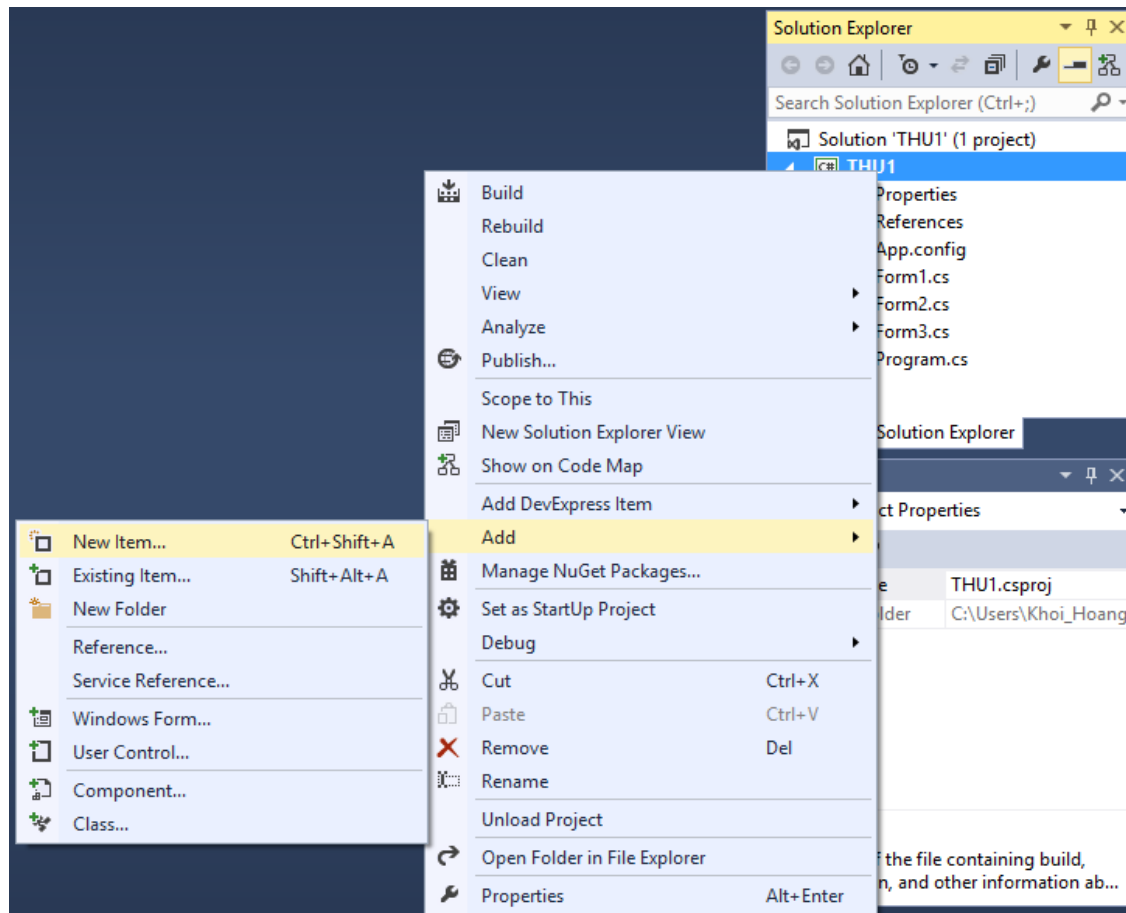 Solution Explorer
Search Solution Explorer (Ctrl+;)
Solution 'THU1' (1 project)
C# THU1
Properties
References
App.config
Form1.cs
Form2.cs
Form3.cs
Program.cs
Solution Explorer
ct Properties
THU1.csproj
lder C:\Users\Khoi_Hoang
the file containing build,
n, and other information ab...
Build
Rebuild
Clean
View
Analyze
Publish...
Scope to This
New Solution Explorer View
Show on Code Map
Add DevExpress Item
Add
Manage NuGet Packages...
Set as StartUp Project
Debug
Cut Ctrl+X
Paste Ctrl+V
Remove Del
Rename
Unload Project
Open Folder in File Explorer
Properties Alt+Enter
New Item... Ctrl+Shift+A
Existing Item... Shift+Alt+A
New Folder
Reference...
Service Reference...
Windows Form...
User Control...
Component...
Class...